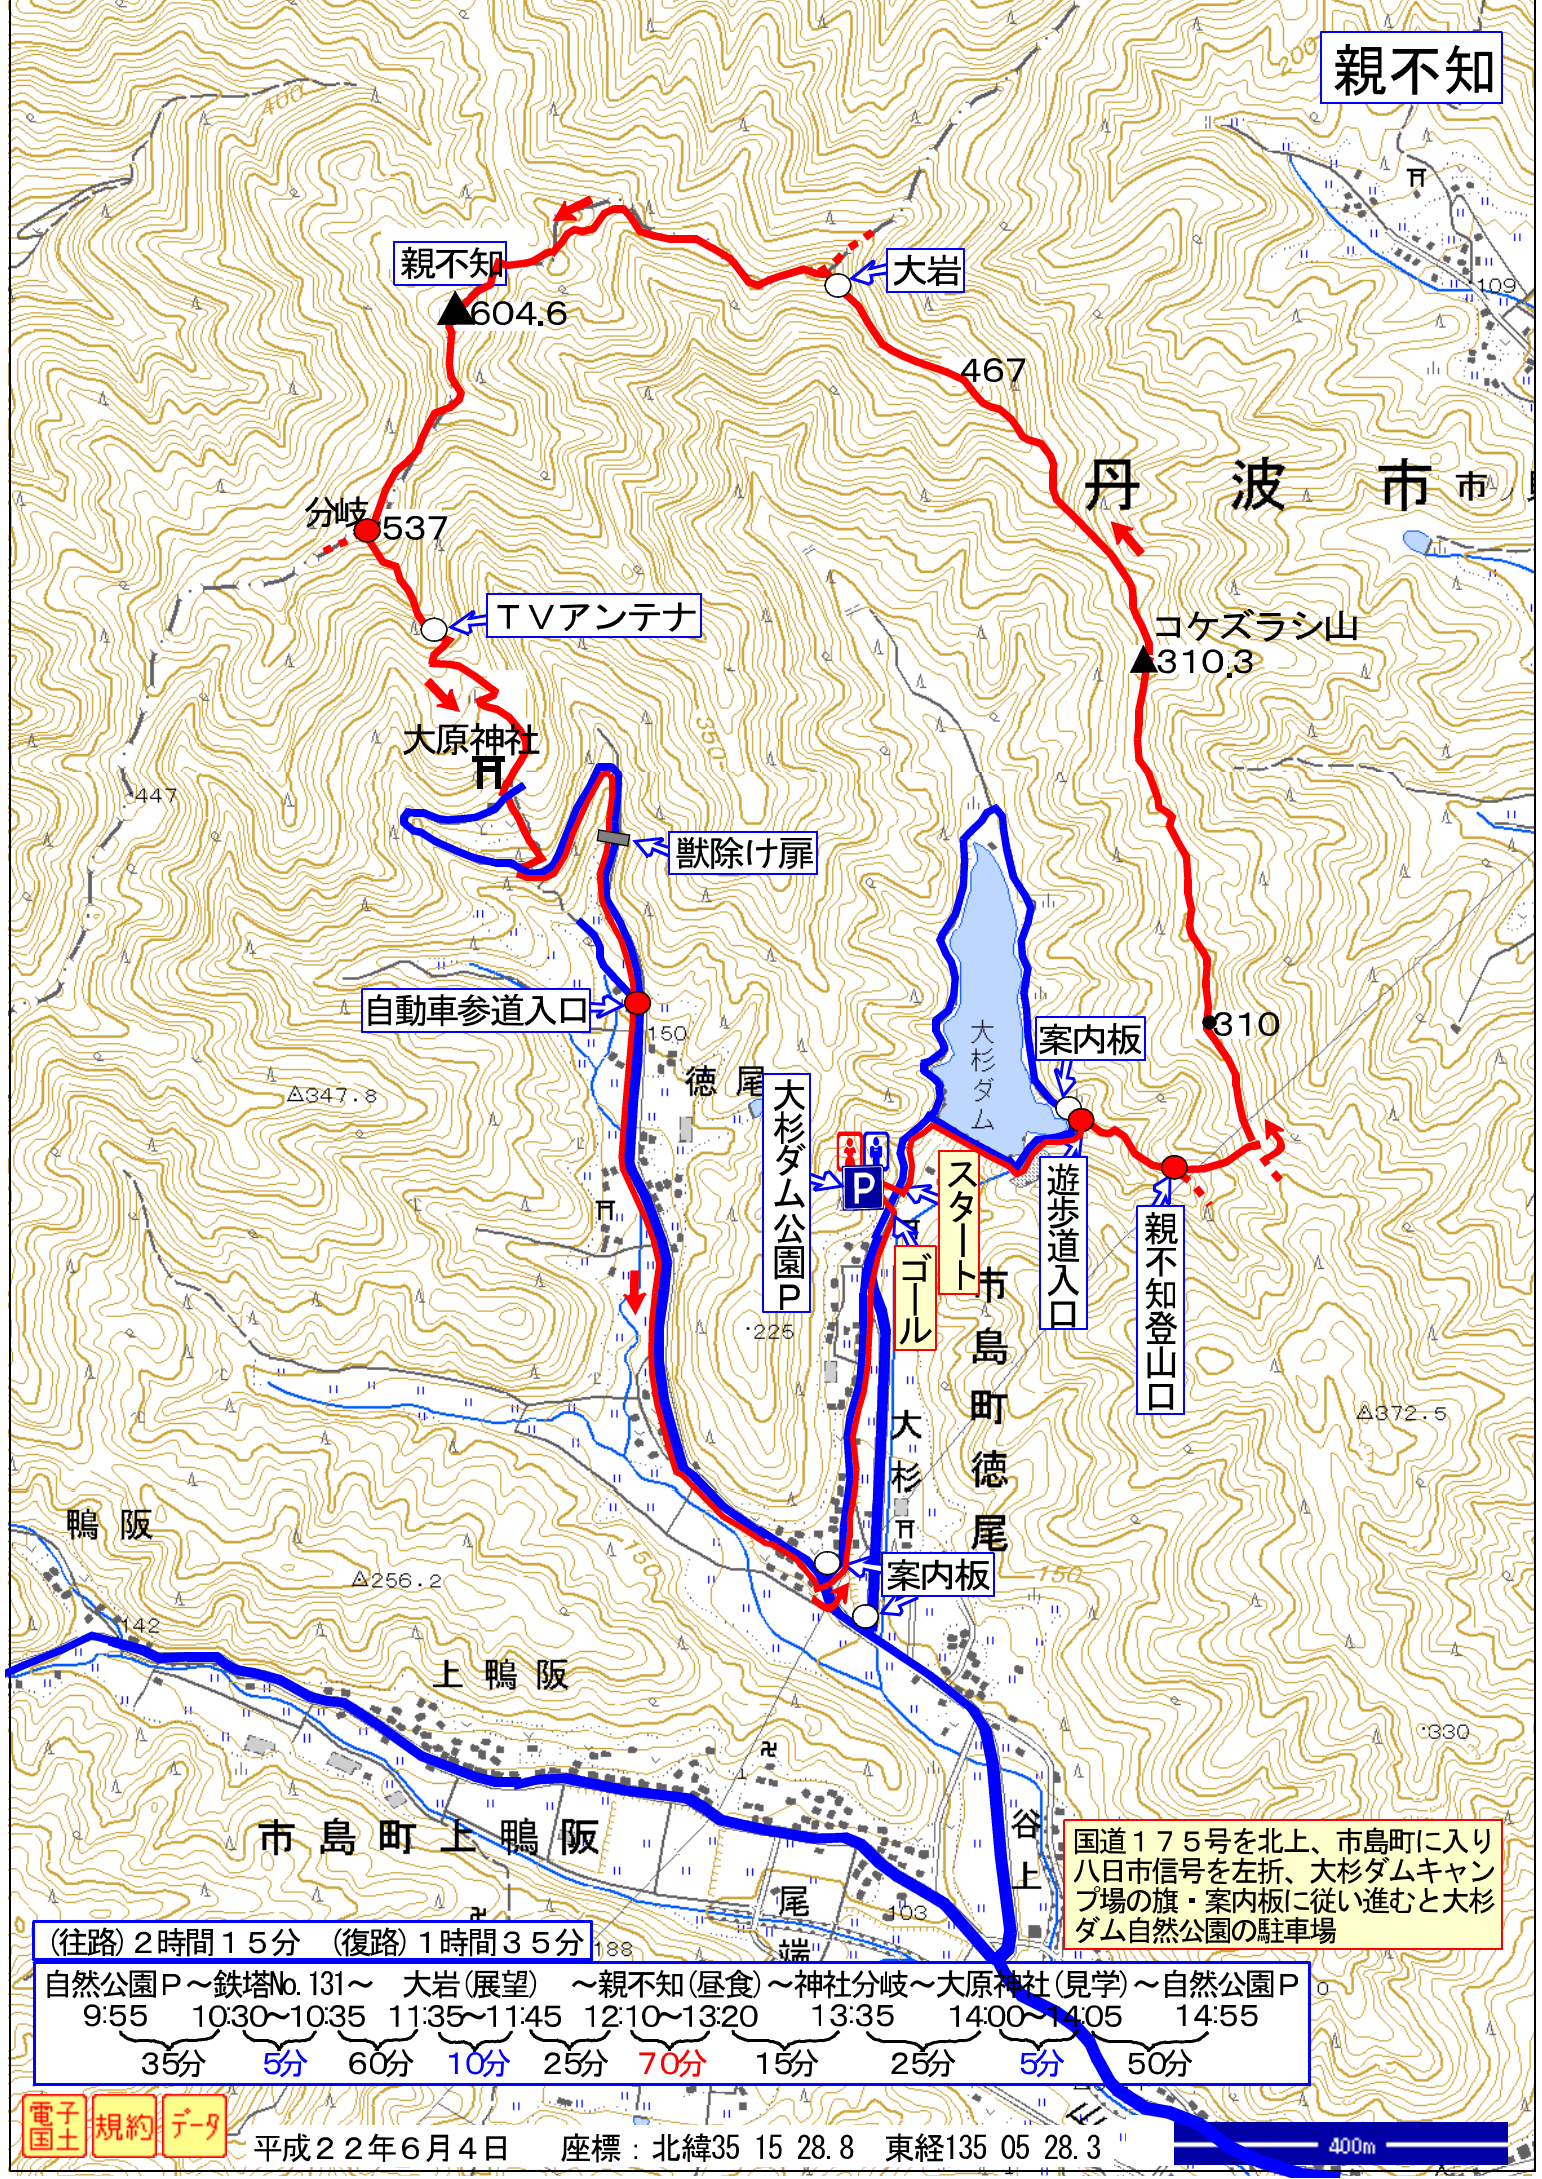 親不知
400
200
109
親不知
604.6
大岩
467
丹波市
市
分岐
537
TVアンテナ
コケズラシ山
310.3
350
大原神社
447
獣除け扉
自動車参道入口
150
310
案内板
大杉ダム
徳尾
347.8
大杉ダム公園P
P
スタート
ゴール
遊歩道入口
親不知登山口
225
市島町徳尾
372.5
大杉
鴨阪
256.2
150
案内板
150
142
上鴨阪
330
市島町上鴨阪
谷上
尾端
103
188
国道175号を北上、市島町に入り
八日市信号を左折、大杉ダムキャン
プ場の旗・案内板に従い進むと大杉
ダム自然公園の駐車場
(往路)2時間15分 (復路)1時間35分
自然公園P～鉄塔No.131～ 大岩(展望) ～親不知(昼食)～神社分岐～大原神社(見学)～自然公園P
9:55 10:30～10:35 11:35～11:45 12:10～13:20 13:35 14:00～14:05 14:55
35分 5分 60分 10分 25分 70分 15分 25分 5分 50分
電子国土 規約 データ
平成22年6月4日 座標：北緯35 15 28.8 東経135 05 28.3
400m